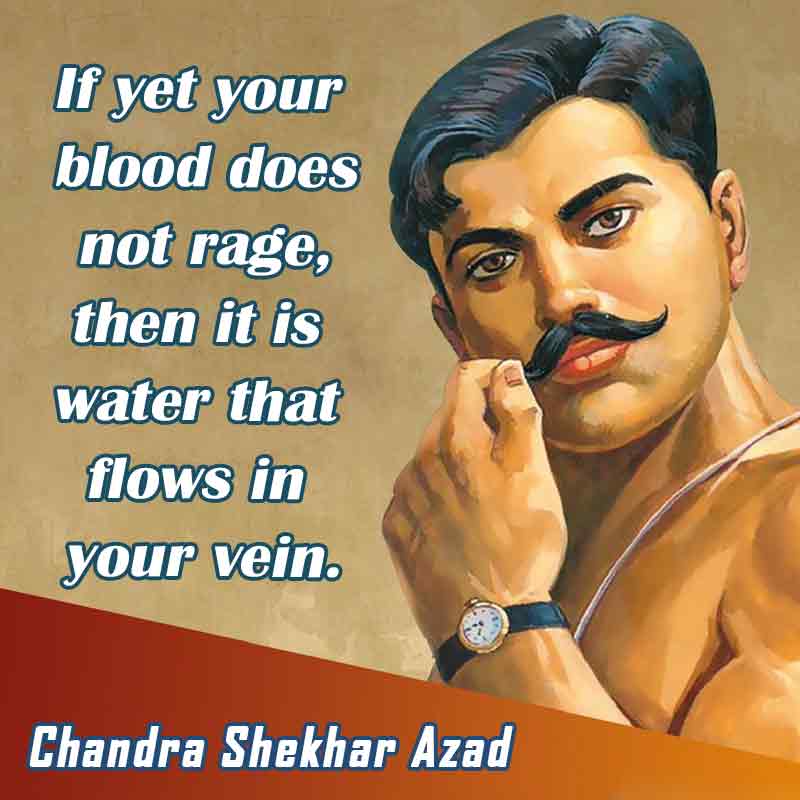 If yet your
blood does
not rage,
then it is
water that
flows in
your vein.
Chandra Shekhar Azad